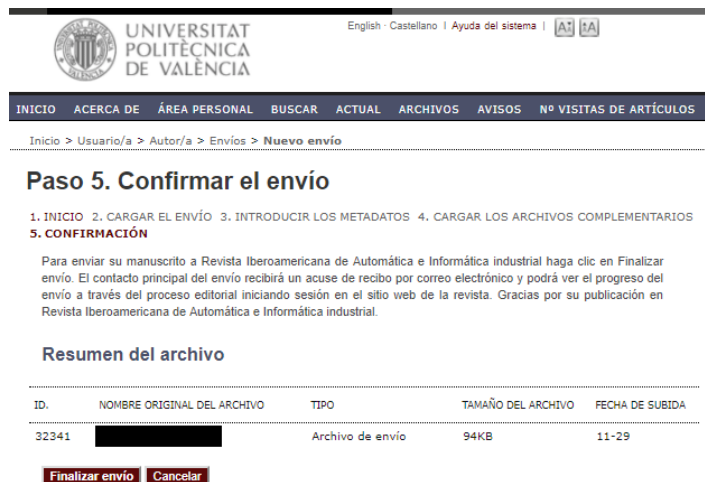 English · Castellano | Ayuda del sistema |
UNIVERSITAT
POLITÈCNICA
DE VALÈNCIA
INICIO ACERCA DE ÁREA PERSONAL BUSCAR ACTUAL ARCHIVOS AVISOS Nº VISITAS DE ARTÍCULOS
Inicio > Usuario/a > Autor/a > Envíos > Nuevo envío
Paso 5. Confirmar el envío
1. INICIO 2. CARGAR EL ENVÍO 3. INTRODUCIR LOS METADATOS 4. CARGAR LOS ARCHIVOS COMPLEMENTARIOS
5. CONFIRMACIÓN
Para enviar su manuscrito a Revista Iberoamericana de Automática e Informática industrial haga clic en Finalizar
envío. El contacto principal del envío recibirá un acuse de recibo por correo electrónico y podrá ver el progreso del
envío a través del proceso editorial iniciando sesión en el sitio web de la revista. Gracias por su publicación en
Revista Iberoamericana de Automática e Informática industrial.
Resumen del archivo
ID. NOMBRE ORIGINAL DEL ARCHIVO TIPO TAMAÑO DEL ARCHIVO FECHA DE SUBIDA
32341 Archivo de envío 94KB 11-29
Finalizar envío Cancelar